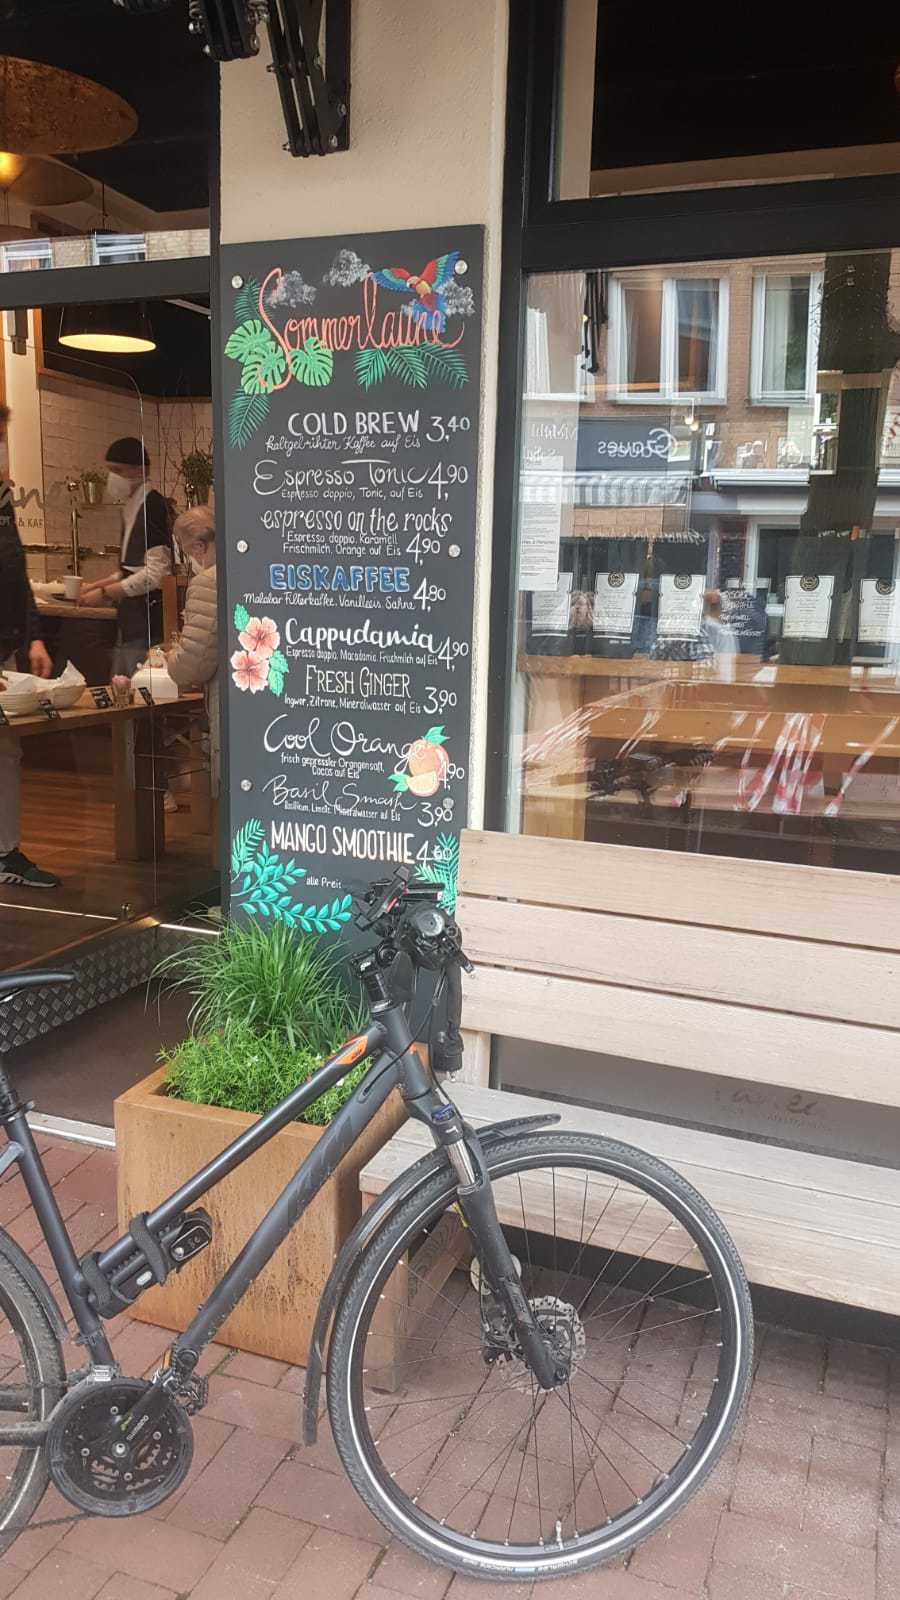 Sommerlaune
COLD BREW 3,40
kaltgebrühter Kaffee auf Eis
Espresso Tonic 4,90
Espresso doppio, Tonic, auf Eis
espresso on the rocks
Espresso doppio, Karamell
Frischmilch, Orange auf Eis 4,90
EISKAFFEE 4,80
Malabar Filterkaffe, Vanilleeis, Sahne
Cappudamia 4,90
Espresso doppio, Macadamia, Frischmilch auf Eis
FRESH GINGER 3,90
Ingwer, Zitrone, Mineralwasser auf Eis
Cool Orange 4,90
frisch gepresster Orangensaft,
Cocos auf Eis
Basil Smash 3,90
Basilikum, Limette, Mineralwasser auf Eis
MANGO SMOOTHIE 4,60
alle Preis
KTM
SHIMANO